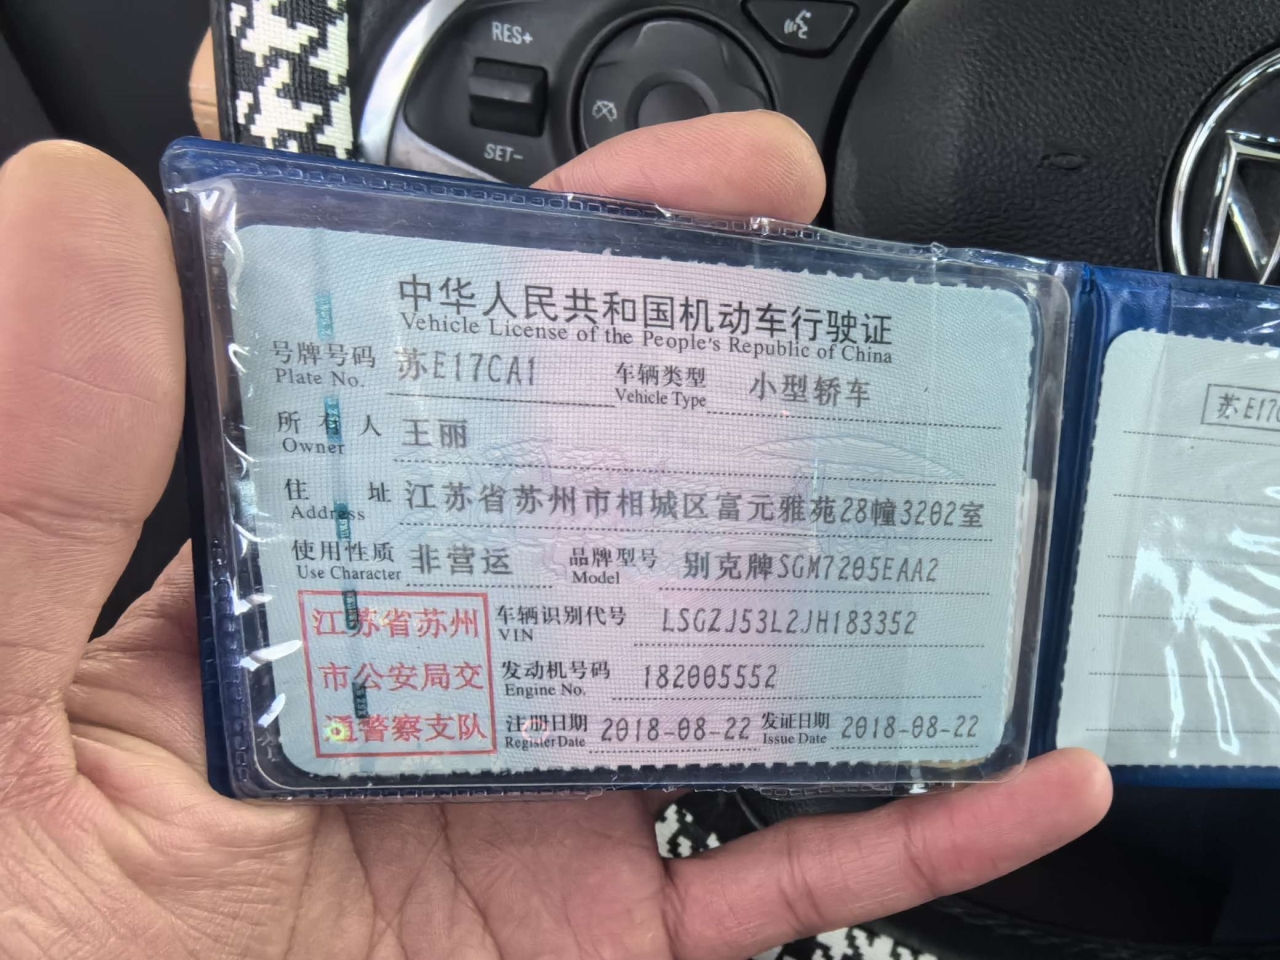 RES+
SET-
中华人民共和国机动车行驶证
Vehicle License of the People's Republic of China
号牌号码 苏E17CA1 车辆类型 小型轿车
Plate No. Vehicle Type
所有人 王丽
Owner
住址 江苏省苏州市相城区富元雅苑28幢3202室
Address
使用性质 非营运 品牌型号 别克牌SGM7205EAA2
Use Character Model
江苏省苏州
市公安局交
通警察支队
车辆识别代号 LSGZJ53L2JH183352
VIN
发动机号码 182005552
Engine No.
注册日期 2018-08-22 发证日期 2018-08-22
Register Date Issue Date
苏E17